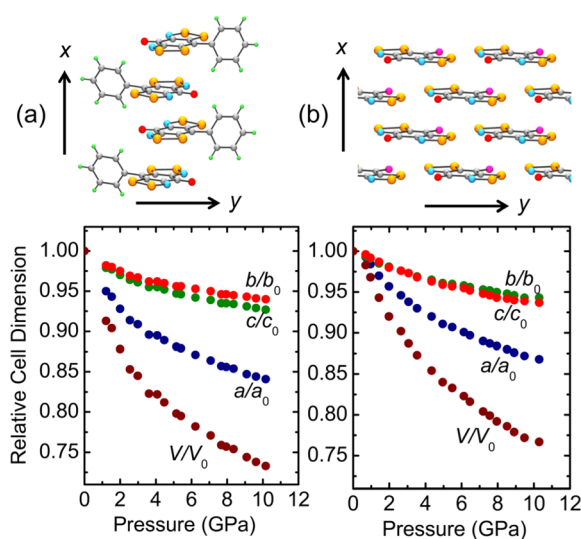 x
(a)
y
x
(b)
y
Relative Cell Dimension
1.00
0.95
0.90
0.85
0.80
0.75
b/b0
c/c0
a/a0
V/V0
0 2 4 6 8 10 12
Pressure (GPa)
b/b0
c/c0
a/a0
V/V0
0 2 4 6 8 10 12
Pressure (GPa)